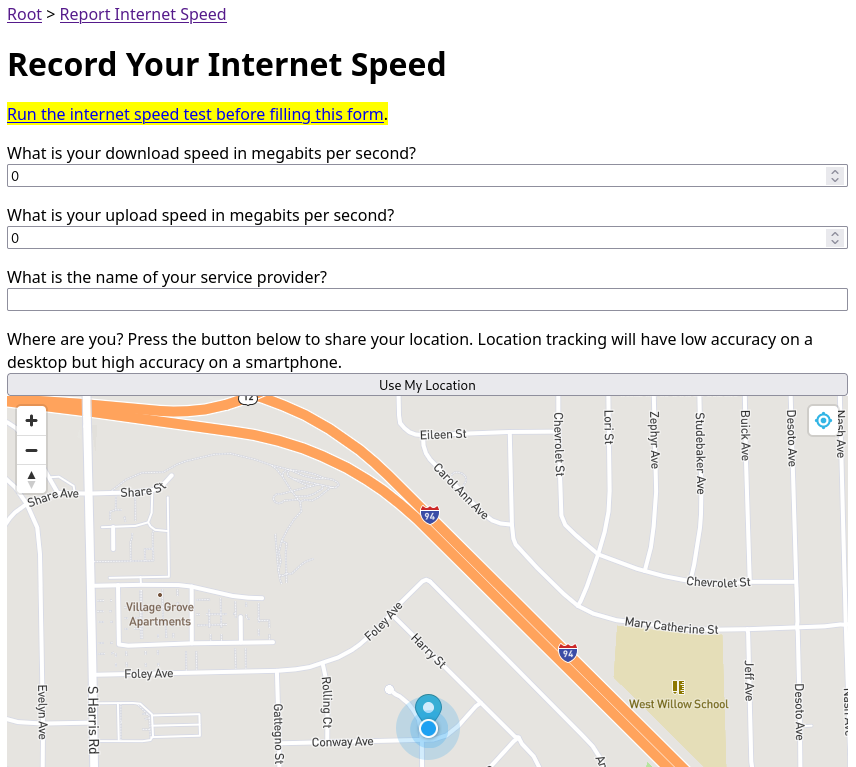 Root > Report Internet Speed
Record Your Internet Speed
Run the internet speed test before filling this form.
What is your download speed in megabits per second?
0
What is your upload speed in megabits per second?
0
What is the name of your service provider?
Where are you? Press the button below to share your location. Location tracking will have low accuracy on a
desktop but high accuracy on a smartphone.
Use My Location
12
Eileen St
Chevrolet St
Lori St
Zephyr Ave
Studebaker Ave
Buick Ave
Desoto Ave
Nash Ave
Carol Ann Ave
Share Ave
Share St
94
Chevrolet St
Village Grove
Apartments
Foley Ave
Mary Catherine St
Harry St
94
Foley Ave
Jeff Ave
Evelyn Ave
S Harris Rd
Gattegno St
Rolling Ct
West Willow School
Desoto Ave
Conway Ave